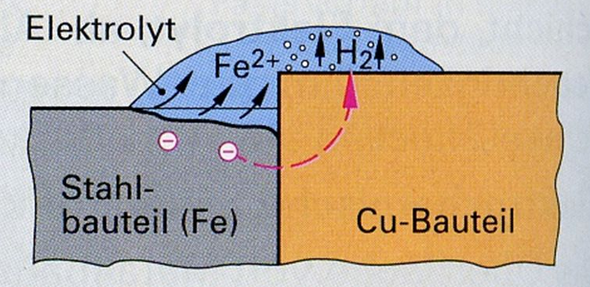 Elektrolyt
Fe2+
H2
Stahl-
bauteil (Fe)
Cu-Bauteil